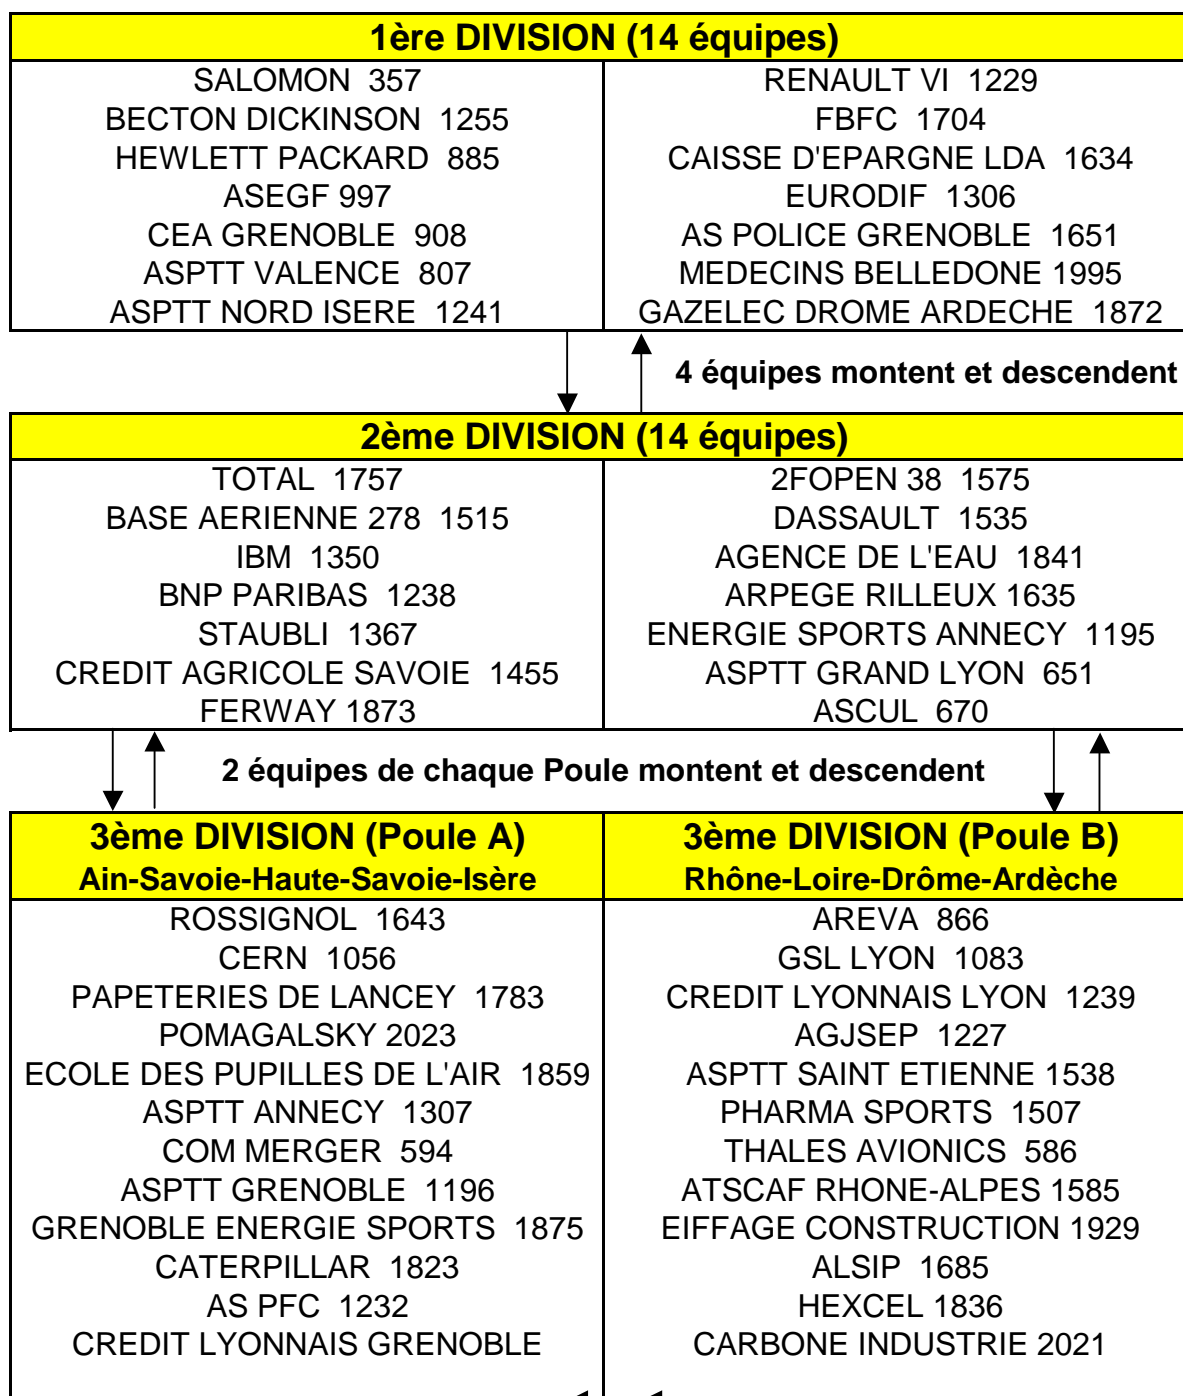 1ère DIVISION (14 équipes)
SALOMON 357
BECTON DICKINSON 1255
HEWLETT PACKARD 885
ASEGF 997
CEA GRENOBLE 908
ASPTT VALENCE 807
ASPTT NORD ISERE 1241
RENAULT VI 1229
FBFC 1704
CAISSE D'EPARGNE LDA 1634
EURODIF 1306
AS POLICE GRENOBLE 1651
MEDECINS BELLEDONE 1995
GAZELEC DROME ARDECHE 1872
4 équipes montent et descendent
2ème DIVISION (14 équipes)
TOTAL 1757
BASE AERIENNE 278 1515
IBM 1350
BNP PARIBAS 1238
STAUBLI 1367
CREDIT AGRICOLE SAVOIE 1455
FERWAY 1873
2FOPEN 38 1575
DASSAULT 1535
AGENCE DE L'EAU 1841
ARPEGE RILLEUX 1635
ENERGIE SPORTS ANNECY 1195
ASPTT GRAND LYON 651
ASCUL 670
2 équipes de chaque Poule montent et descendent
3ème DIVISION (Poule A)
Ain-Savoie-Haute-Savoie-Isère
ROSSIGNOL 1643
CERN 1056
PAPETERIES DE LANCEY 1783
POMAGALSKY 2023
ECOLE DES PUPILLES DE L'AIR 1859
ASPTT ANNECY 1307
COM MERGER 594
ASPTT GRENOBLE 1196
GRENOBLE ENERGIE SPORTS 1875
CATERPILLAR 1823
AS PFC 1232
CREDIT LYONNAIS GRENOBLE
3ème DIVISION (Poule B)
Rhône-Loire-Drôme-Ardèche
AREVA 866
GSL LYON 1083
CREDIT LYONNAIS LYON 1239
AGJSEP 1227
ASPTT SAINT ETIENNE 1538
PHARMA SPORTS 1507
THALES AVIONICS 586
ATSCAF RHONE-ALPES 1585
EIFFAGE CONSTRUCTION 1929
ALSIP 1685
HEXCEL 1836
CARBONE INDUSTRIE 2021